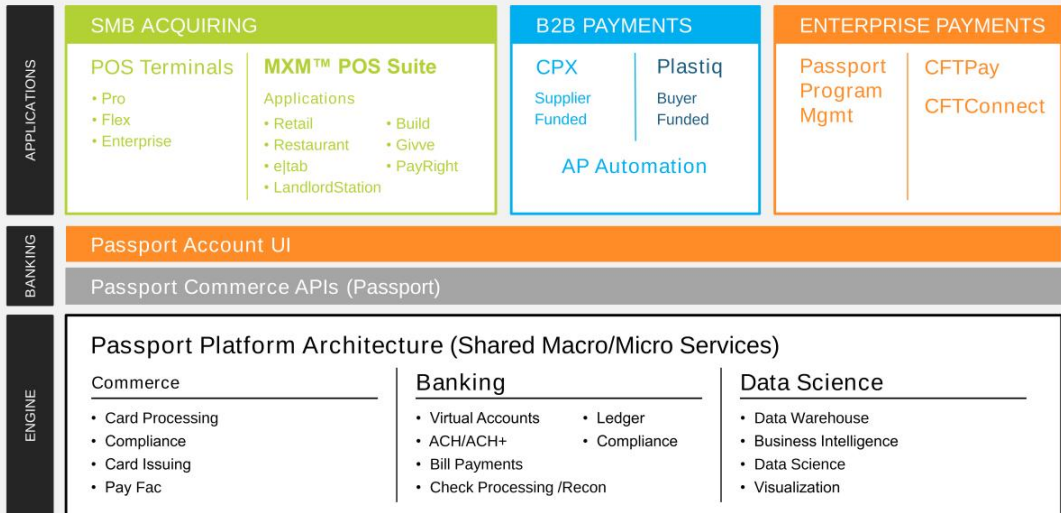 APPLICATIONS
SMB ACQUIRING
POS Terminals
• Pro
• Flex
• Enterprise
MXM™ POS Suite
Applications
• Retail
• Restaurant
• e|tab
• LandlordStation
• Build
• Givve
• PayRight
B2B PAYMENTS
CPX
Supplier
Funded
Plastiq
Buyer
Funded
AP Automation
ENTERPRISE PAYMENTS
Passport
Program
Mgmt
CFTPay
CFTConnect
BANKING
Passport Account UI
Passport Commerce APIs (Passport)
ENGINE
Passport Platform Architecture (Shared Macro/Micro Services)
Commerce
• Card Processing
• Compliance
• Card Issuing
• Pay Fac
Banking
• Virtual Accounts
• ACH/ACH+
• Bill Payments
• Check Processing /Recon
• Ledger
• Compliance
Data Science
• Data Warehouse
• Business Intelligence
• Data Science
• Visualization